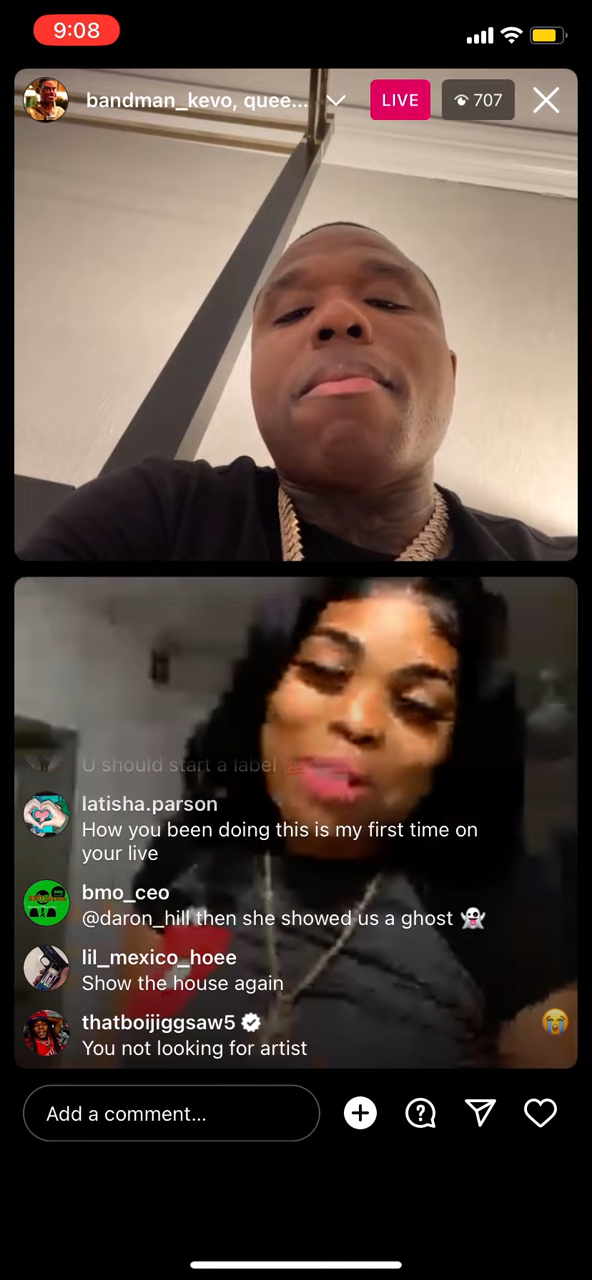 9:08
bandman_kevo, quee...
LIVE
707
U should start a label
latisha.parson
How you been doing this is my first time on
your live
bmo_ceo
@daron_hill then she showed us a ghost 👻
lil_mexico_hoee
Show the house again
thatboijiggsaw5
You not looking for artist
Add a comment...